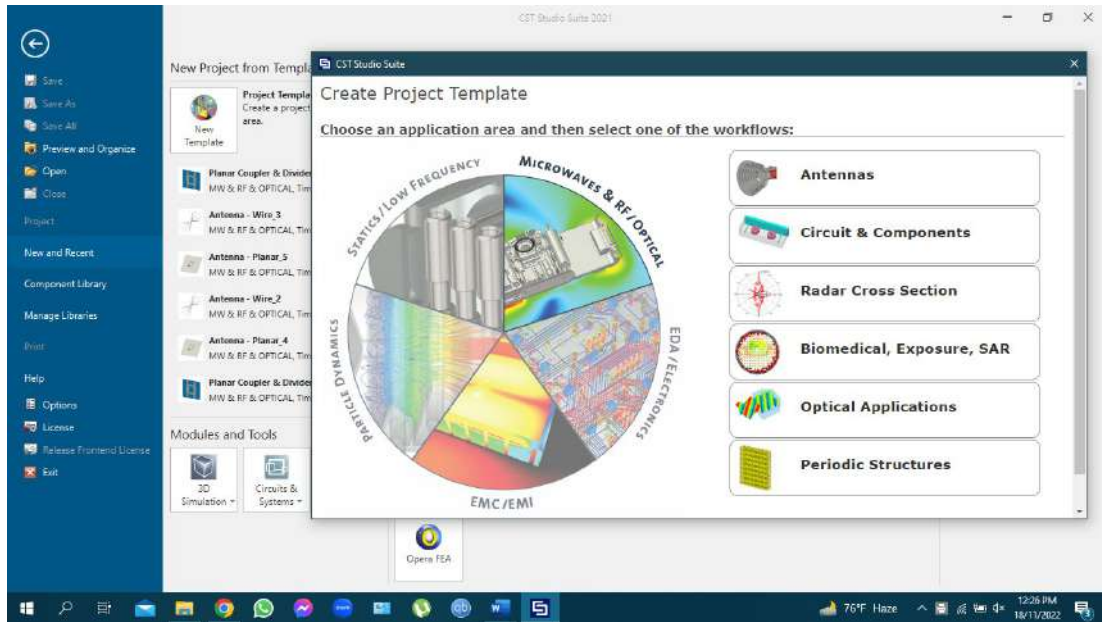 CST Studio Suite 2021
Save
Save As
Save All
Preview and Organize
Open
Close
Project
New and Recent
Component Library
Manage Libraries
Print
Help
Options
License
Release Frontend License
Exit
New Project from Templa
New Template
Project Templa
Create a project
area.
Planar Coupler & Divide
MW & RF & OPTICAL, Tim
Antenna - Wire_3
MW & RF & OPTICAL, Tim
Antenna - Planar_5
MW & RF & OPTICAL, Tim
Antenna - Wire_2
MW & RF & OPTICAL, Tim
Antenna - Planar_4
MW & RF & OPTICAL, Tim
Planar Coupler & Divide
MW & RF & OPTICAL, Tim
Modules and Tools
3D
Simulation
Circuits &
Systems
Opera FEA
CST Studio Suite
Create Project Template
Choose an application area and then select one of the workflows:
STATICS/LOW FREQUENCY
MICROWAVES & RF/OPTICAL
EDA/ELECTRONICS
EMC/EMI
PARTICLE DYNAMICS
Antennas
Circuit & Components
Radar Cross Section
Biomedical, Exposure, SAR
Optical Applications
Periodic Structures
zoom
qb
76°F Haze
12:26 PM
18/11/2022
3